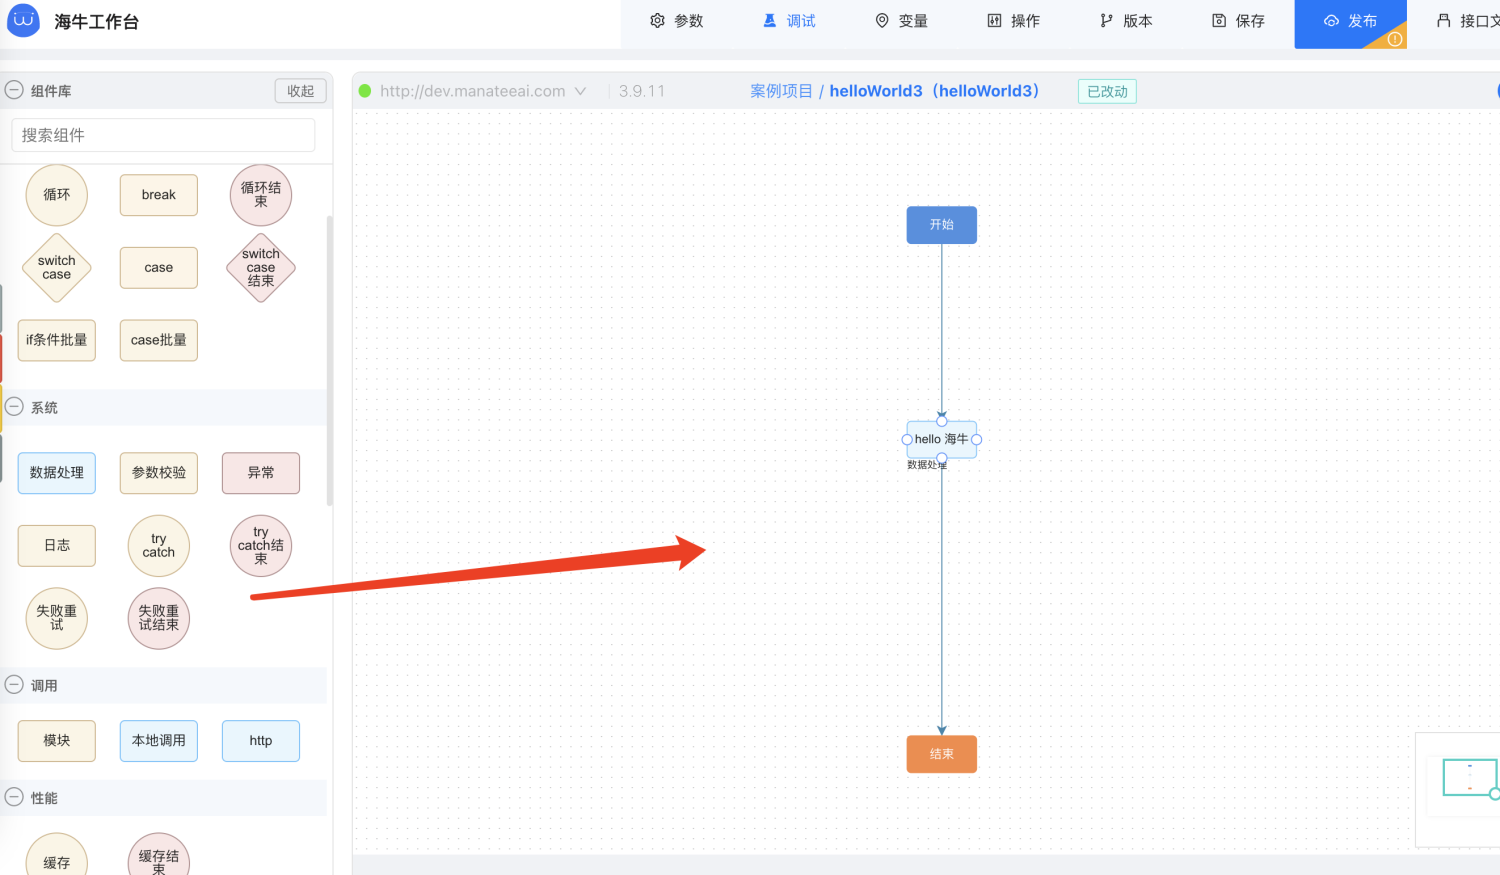 海牛工作台
参数
调试
变量
操作
版本
保存
发布
接口文
组件库
收起
搜索组件
循环
break
循环结
束
switch
case
case
switch
case
结束
if条件批量
case批量
系统
数据处理
参数校验
异常
日志
try
catch
try
catch结
束
失败重
试
失败重
试结束
调用
模块
本地调用
http
性能
缓存
缓存结
束
http://dev.manateeai.com
3.9.11
案例项目 / helloWorld3（helloWorld3）
已改动
开始
hello 海牛
数据处理
结束